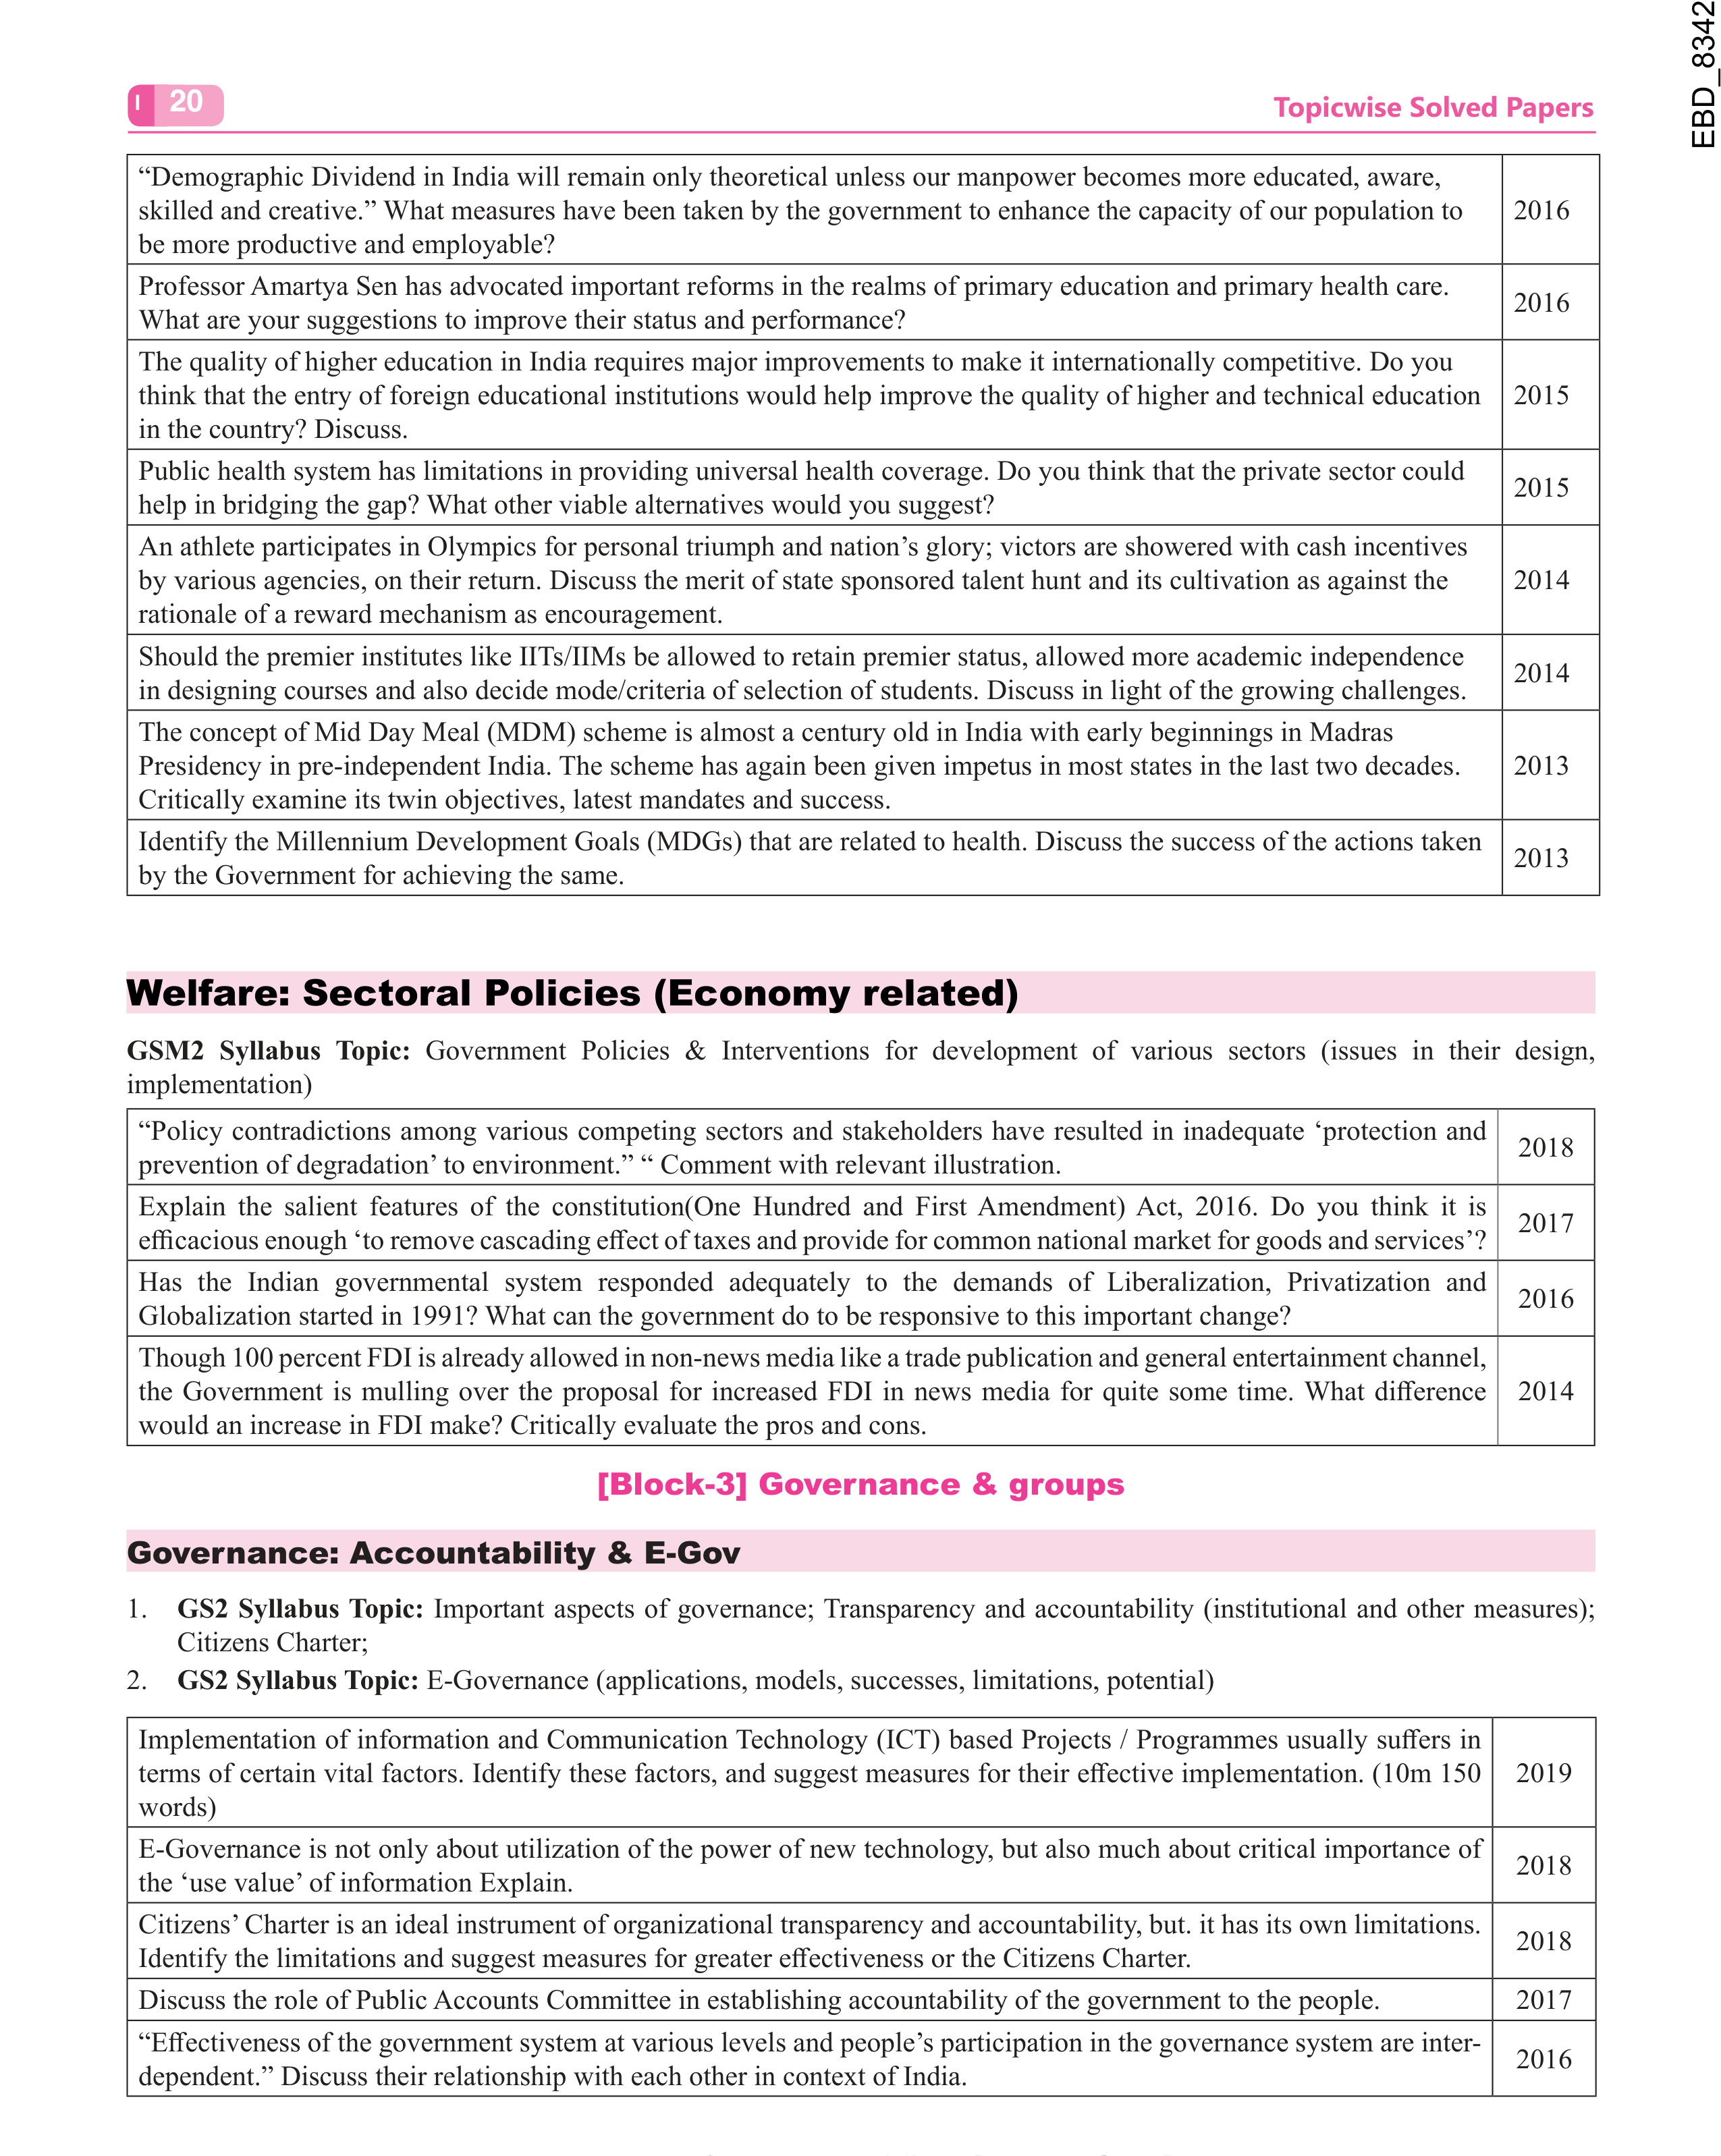 EBD_8342
I 20
Topicwise Solved Papers
“Demographic Dividend in India will remain only theoretical unless our manpower becomes more educated, aware,
skilled and creative.” What measures have been taken by the government to enhance the capacity of our population to
be more productive and employable?
2016
Professor Amartya Sen has advocated important reforms in the realms of primary education and primary health care.
What are your suggestions to improve their status and performance?
2016
The quality of higher education in India requires major improvements to make it internationally competitive. Do you
think that the entry of foreign educational institutions would help improve the quality of higher and technical education
in the country? Discuss.
2015
Public health system has limitations in providing universal health coverage. Do you think that the private sector could
help in bridging the gap? What other viable alternatives would you suggest?
2015
An athlete participates in Olympics for personal triumph and nation’s glory; victors are showered with cash incentives
by various agencies, on their return. Discuss the merit of state sponsored talent hunt and its cultivation as against the
rationale of a reward mechanism as encouragement.
2014
Should the premier institutes like IITs/IIMs be allowed to retain premier status, allowed more academic independence
in designing courses and also decide mode/criteria of selection of students. Discuss in light of the growing challenges.
2014
The concept of Mid Day Meal (MDM) scheme is almost a century old in India with early beginnings in Madras
Presidency in pre-independent India. The scheme has again been given impetus in most states in the last two decades.
Critically examine its twin objectives, latest mandates and success.
2013
Identify the Millennium Development Goals (MDGs) that are related to health. Discuss the success of the actions taken
by the Government for achieving the same.
2013
Welfare: Sectoral Policies (Economy related)
GSM2 Syllabus Topic: Government Policies & Interventions for development of various sectors (issues in their design,
implementation)
“Policy contradictions among various competing sectors and stakeholders have resulted in inadequate ‘protection and
prevention of degradation’ to environment.” “ Comment with relevant illustration.
2018
Explain the salient features of the constitution(One Hundred and First Amendment) Act, 2016. Do you think it is
efficacious enough ‘to remove cascading effect of taxes and provide for common national market for goods and services’?
2017
Has the Indian governmental system responded adequately to the demands of Liberalization, Privatization and
Globalization started in 1991? What can the government do to be responsive to this important change?
2016
Though 100 percent FDI is already allowed in non-news media like a trade publication and general entertainment channel,
the Government is mulling over the proposal for increased FDI in news media for quite some time. What difference
would an increase in FDI make? Critically evaluate the pros and cons.
2014
[Block-3] Governance & groups
Governance: Accountability & E-Gov
1. GS2 Syllabus Topic: Important aspects of governance; Transparency and accountability (institutional and other measures);
Citizens Charter;
2. GS2 Syllabus Topic: E-Governance (applications, models, successes, limitations, potential)
Implementation of information and Communication Technology (ICT) based Projects / Programmes usually suffers in
terms of certain vital factors. Identify these factors, and suggest measures for their effective implementation. (10m 150
words)
2019
E-Governance is not only about utilization of the power of new technology, but also much about critical importance of
the ‘use value’ of information Explain.
2018
Citizens’ Charter is an ideal instrument of organizational transparency and accountability, but. it has its own limitations.
Identify the limitations and suggest measures for greater effectiveness or the Citizens Charter.
2018
Discuss the role of Public Accounts Committee in establishing accountability of the government to the people.
2017
“Effectiveness of the government system at various levels and people’s participation in the governance system are inter-
dependent.” Discuss their relationship with each other in context of India.
2016